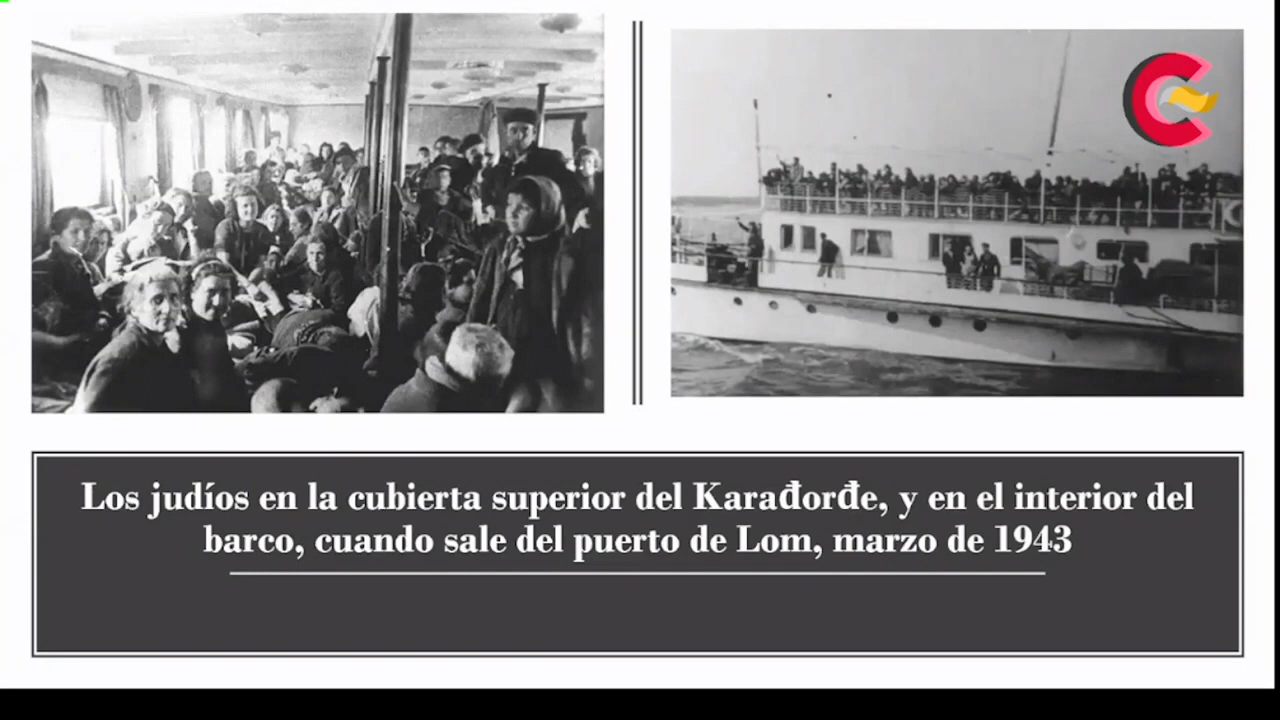 Los judíos en la cubierta superior del Karađorđe, y en el interior del
barco, cuando sale del puerto de Lom, marzo de 1943